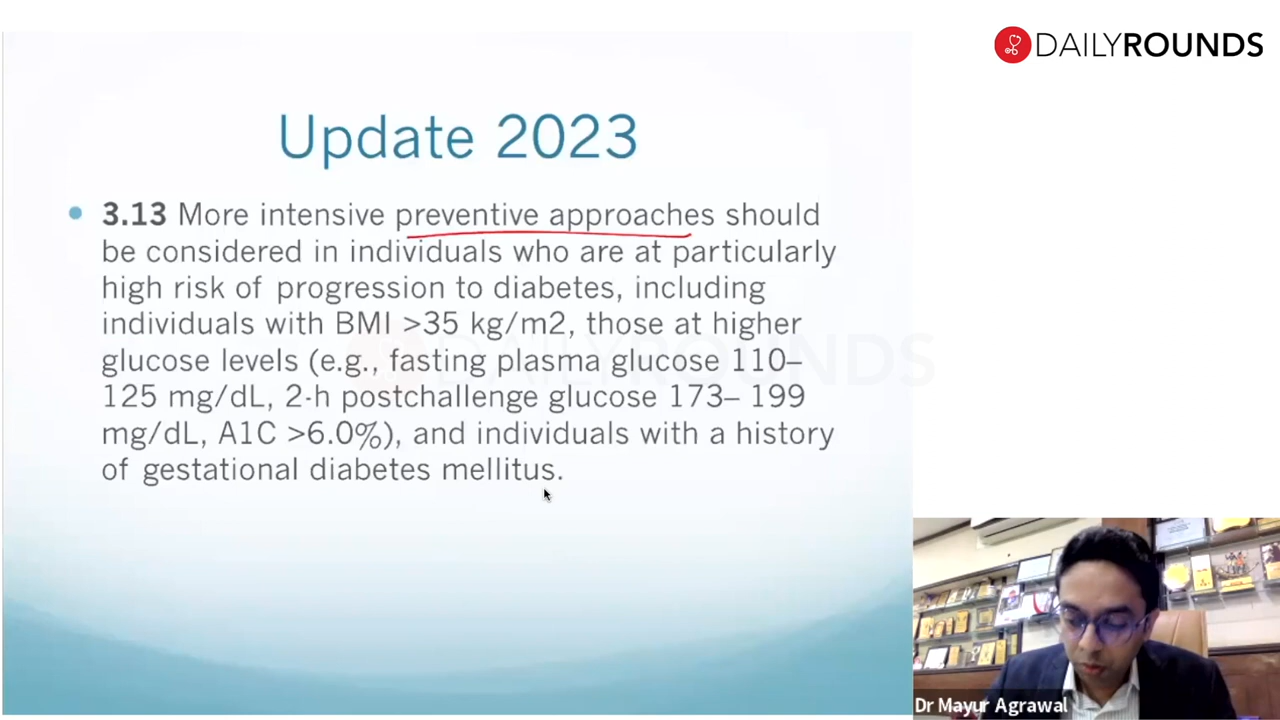 DAILYROUNDS
Update 2023
• 3.13 More intensive preventive approaches should
be considered in individuals who are at particularly
high risk of progression to diabetes, including
individuals with BMI >35 kg/m2, those at higher
glucose levels (e.g., fasting plasma glucose 110–
125 mg/dL, 2-h postchallenge glucose 173– 199
mg/dL, A1C >6.0%), and individuals with a history
of gestational diabetes mellitus.
DAILYROUNDS
Dr Mayur Agrawal